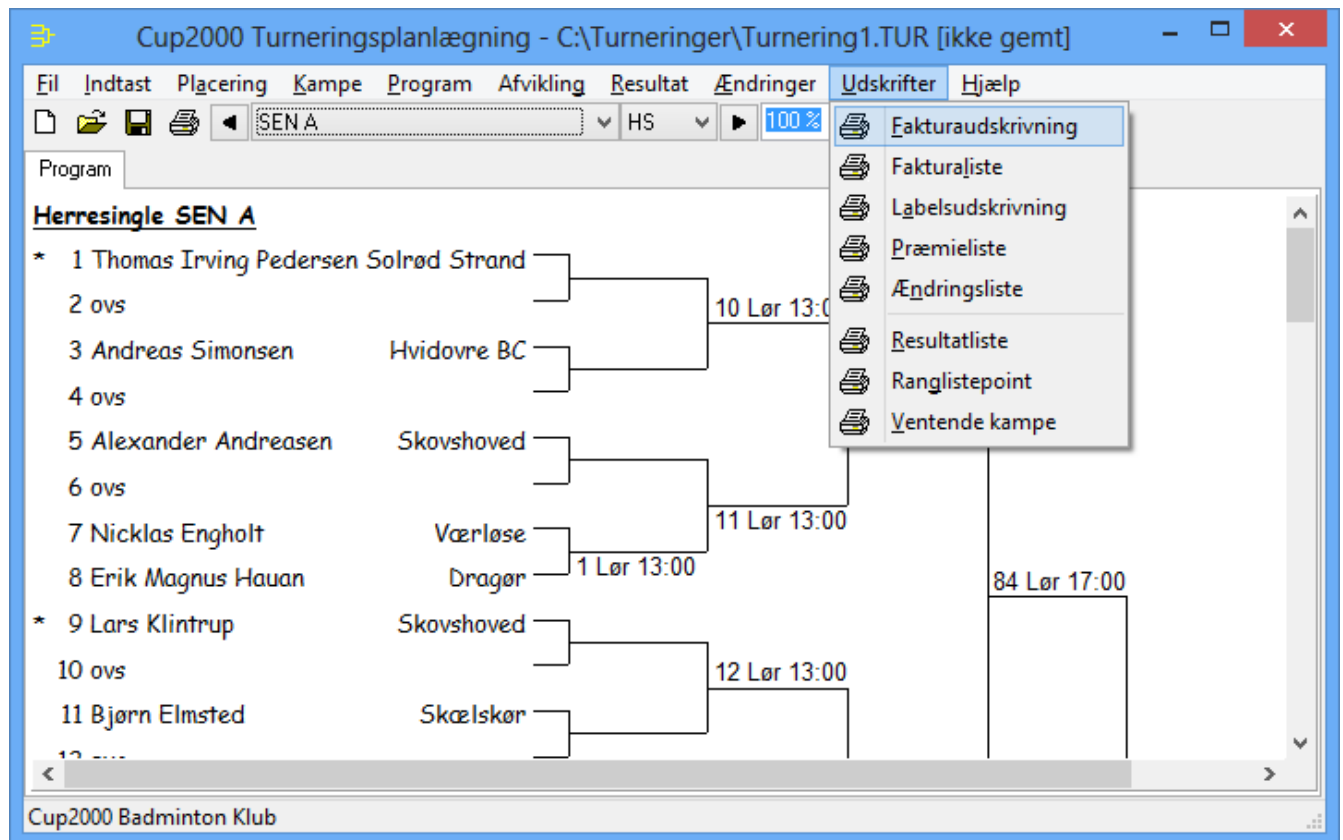 Cup2000 Turneringsplanlægning - C:\Turneringer\Turnering1.TUR [ikke gemt]
Fil Indtast Placering Kampe Program Afvikling Resultat Ændringer Udskrifter Hjælp
SEN A HS 100 %
Fakturaudskrivning
Fakturaliste
Labelsudskrivning
Præmieliste
Ændringsliste
Resultatliste
Ranglistepoint
Ventende kampe
Program
Herresingle SEN A
* 1 Thomas Irving Pedersen Solrød Strand
2 ovs
10 Lør 13:0
3 Andreas Simonsen Hvidovre BC
4 ovs
5 Alexander Andreasen Skovshoved
6 ovs
11 Lør 13:00
7 Nicklas Engholt Værløse
1 Lør 13:00
8 Erik Magnus Hauan Dragør
84 Lør 17:00
* 9 Lars Klintrup Skovshoved
10 ovs
12 Lør 13:00
11 Bjørn Elmsted Skælskør
Cup2000 Badminton Klub